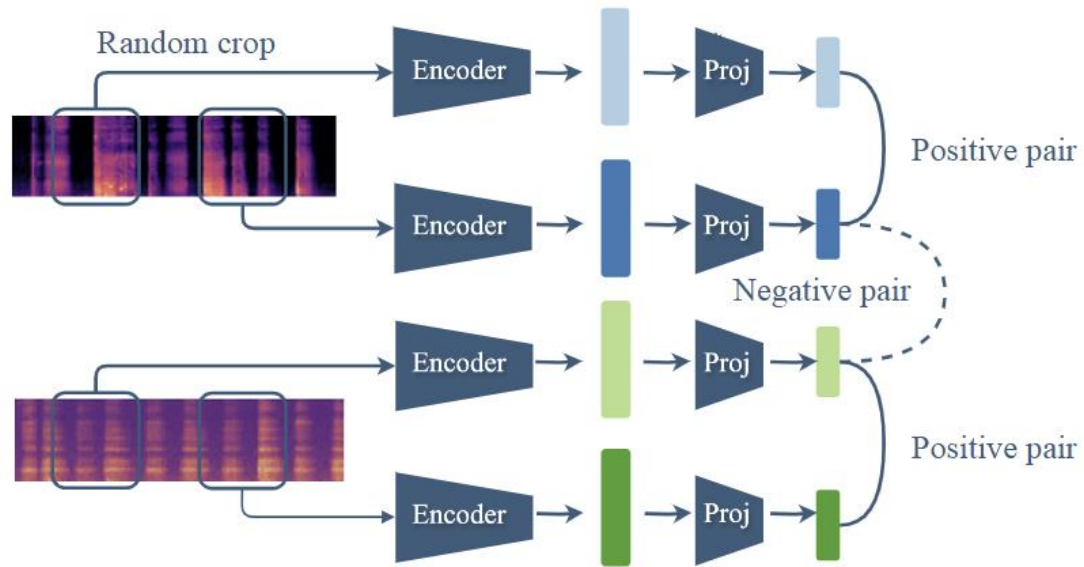 Random crop
Encoder
Proj
Positive pair
Encoder
Proj
Negative pair
Encoder
Proj
Positive pair
Encoder
Proj